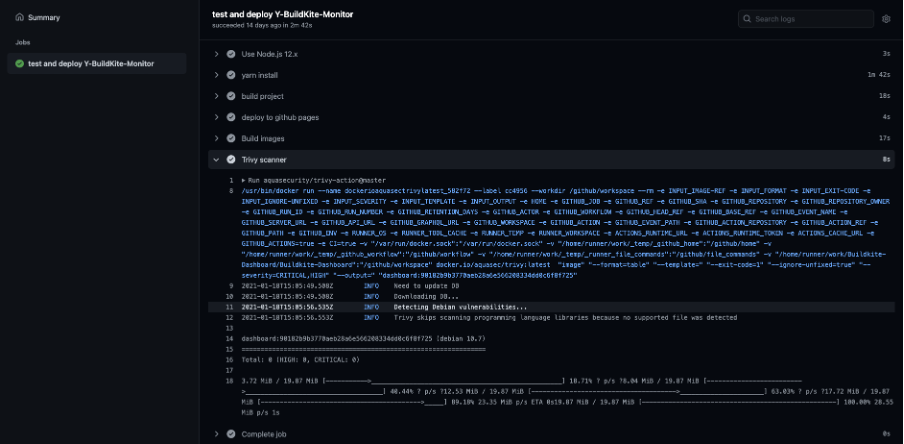 Summary
Jobs
test and deploy Y-BuildKite-Monitor
test and deploy Y-BuildKite-Monitor
succeeded 14 days ago in 2m 42s
Search logs
Use Node.js 12.x 3s
yarn install 1m 42s
build project 18s
deploy to github pages 4s
Build images 17s
Trivy scanner 8s
1 Run aquasecurity/trivy-action@master
8 /usr/bin/docker run --name dockerioaquasectrivylatest_582f72 --label cc4956 --workdir /github/workspace --rm -e INPUT_IMAGE-REF -e INPUT_FORMAT -e INPUT_EXIT-CODE -e
INPUT_IGNORE-UNFIXED -e INPUT_SEVERITY -e INPUT_TEMPLATE -e INPUT_OUTPUT -e HOME -e GITHUB_JOB -e GITHUB_REF -e GITHUB_SHA -e GITHUB_REPOSITORY -e GITHUB_REPOSITORY_OWNER
-e GITHUB_RUN_ID -e GITHUB_RUN_NUMBER -e GITHUB_RETENTION_DAYS -e GITHUB_ACTOR -e GITHUB_WORKFLOW -e GITHUB_HEAD_REF -e GITHUB_BASE_REF -e GITHUB_EVENT_NAME -e
GITHUB_SERVER_URL -e GITHUB_API_URL -e GITHUB_GRAPHQL_URL -e GITHUB_WORKSPACE -e GITHUB_ACTION -e GITHUB_EVENT_PATH -e GITHUB_ACTION_REPOSITORY -e GITHUB_ACTION_REF -e
GITHUB_PATH -e GITHUB_ENV -e RUNNER_OS -e RUNNER_TOOL_CACHE -e RUNNER_TEMP -e RUNNER_WORKSPACE -e ACTIONS_RUNTIME_URL -e ACTIONS_RUNTIME_TOKEN -e ACTIONS_CACHE_URL -e
GITHUB_ACTIONS=true -e CI=true -v "/var/run/docker.sock":"/var/run/docker.sock" -v "/home/runner/work/_temp/_github_home":"/github/home" -v
"/home/runner/work/_temp/_github_workflow":"/github/workflow" -v "/home/runner/work/_temp/_runner_file_commands":"/github/file_commands" -v "/home/runner/work/Buildkite-
Dashboard/Buildkite-Dashboard":"/github/workspace" docker.io/aquasec/trivy:latest "image" "--format=table" "--template=" "--exit-code=1" "--ignore-unfixed=true" "--
severity=CRITICAL,HIGH" "--output="
9 2021-01-18T15:05:49.508Z INFO Need to update DB
10 2021-01-18T15:05:49.508Z INFO Downloading DB...
11 2021-01-18T15:05:56.535Z INFO Detecting Debian vulnerabilities...
12 2021-01-18T15:05:56.553Z INFO Trivy skips scanning programming language libraries because no supported file was detected
13
14 (debian 10.7)
15 ================================================================
16 Total: 0 (HIGH: 0, CRITICAL: 0)
17
18 3.72 MiB / 19.87 MiB [----------->__________________________________________________] 18.71% ? p/s ?8.04 MiB / 19.87 MiB [------------------------
>____________________________________] 40.44% ? p/s ?12.53 MiB / 19.87 MiB [--------------------------------------->______________________] 63.03% ? p/s ?17.72 MiB / 19.87
MiB [------------------------------------------->_____] 89.18% 23.35 MiB p/s ETA 0s19.87 MiB / 19.87 MiB [----------------------------------------------------] 100.00% 28.55
MiB p/s 1s
Complete job 0s